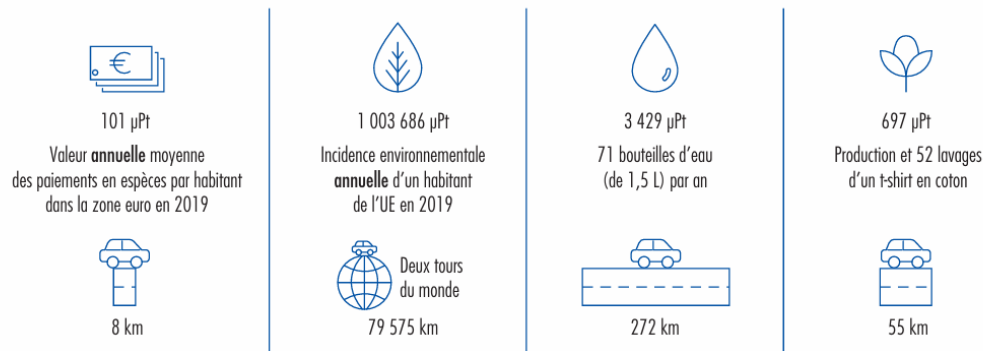 101 µPt
Valeur annuelle moyenne
des paiements en espèces par habitant
dans la zone euro en 2019
8 km
1 003 686 µPt
Incidence environnementale
annuelle d’un habitant
de l’UE en 2019
Deux tours
du monde
79 575 km
3 429 µPt
71 bouteilles d’eau
(de 1,5 L) par an
272 km
697 µPt
Production et 52 lavages
d’un t-shirt en coton
55 km